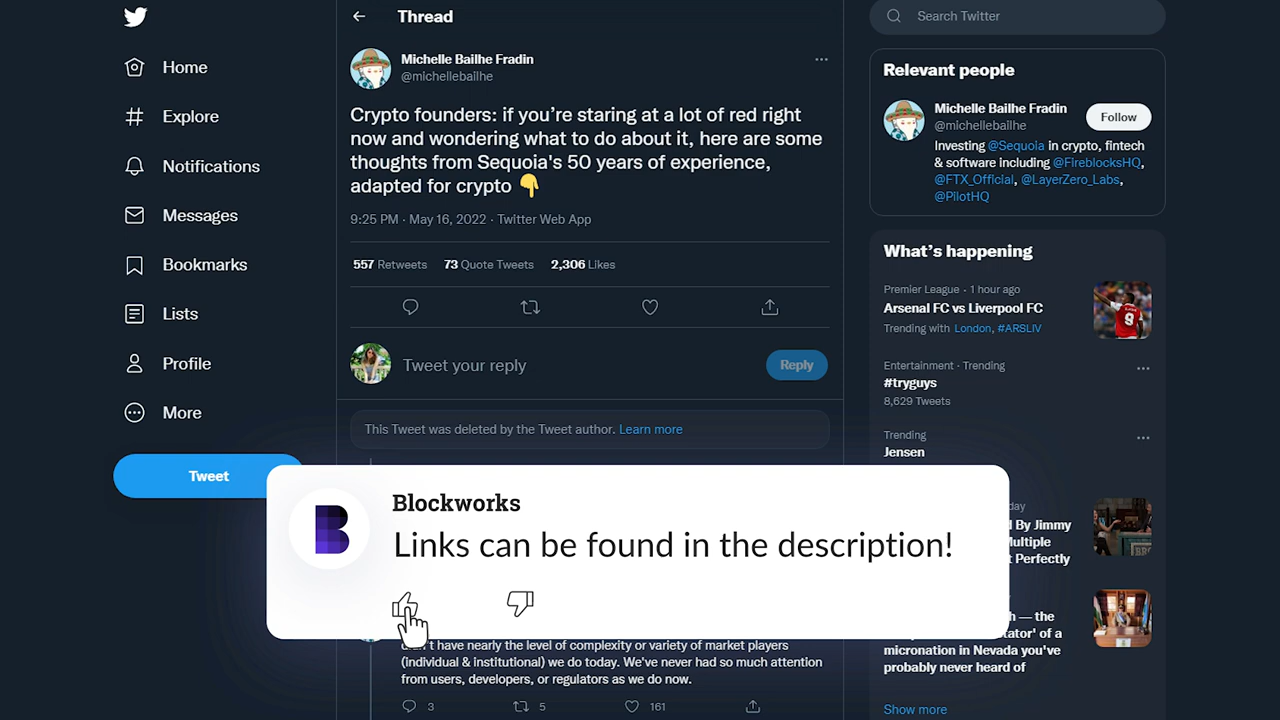 Home
Explore
Notifications
Messages
Bookmarks
Lists
Profile
More
Tweet
Thread
Michelle Bailhe Fradin
@michellebailhe
Crypto founders: if you're staring at a lot of red right
now and wondering what to do about it, here are some
thoughts from Sequoia's 50 years of experience,
adapted for crypto 👇
9:25 PM · May 16, 2022 · Twitter Web App
557 Retweets 73 Quote Tweets 2,306 Likes
Tweet your reply
Reply
This Tweet was deleted by the Tweet author. Learn more
Blockworks
Links can be found in the description!
have nearly the level of complexity or variety of market players
(individual & institutional) we do today. We've never had so much attention
from users, developers, or regulators as we do now.
3 5 161
Search Twitter
Relevant people
Michelle Bailhe Fradin
@michellebailhe
Follow
Investing @Sequoia in crypto, fintech
& software including @FireblocksHQ,
@FTX_Official, @LayerZero_Labs,
@PilotHQ
What's happening
Premier League · 1 hour ago
Arsenal FC vs Liverpool FC
Trending with London, #ARSLIV
Entertainment · Trending
#tryguys
8,629 Tweets
Trending
Jensen
By Jimmy
Multiple
Perfectly
— the
of a
micronation in Nevada you've
probably never heard of
Show more